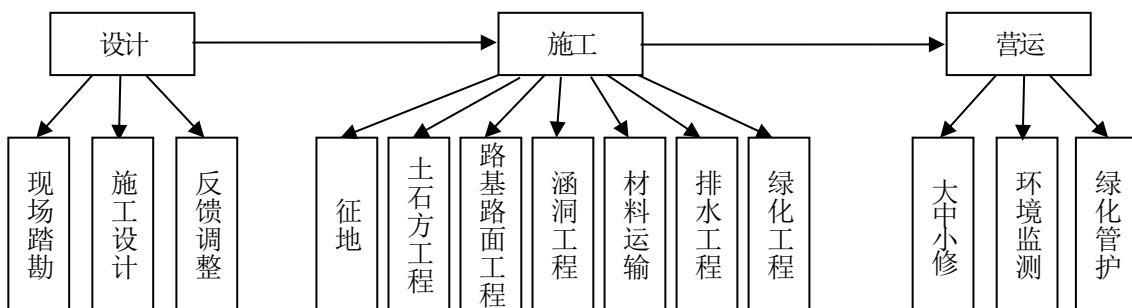 设计
施工
营运
现场踏勘
施工设计
反馈调整
征地
土石方工程
路基路面工程
涵洞工程
材料运输
排水工程
绿化工程
大中小修
环境监测
绿化管护